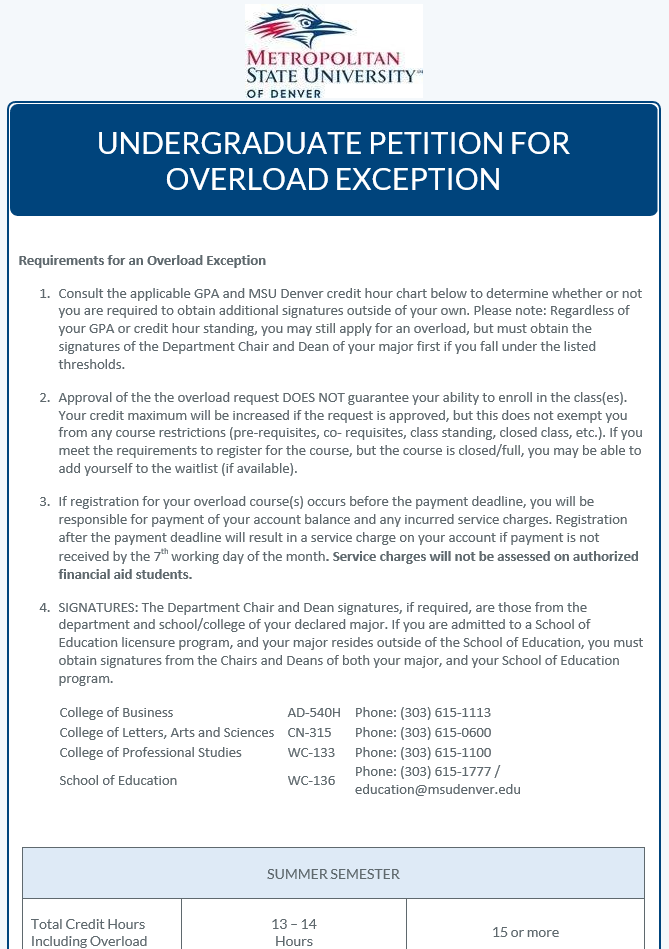 METROPOLITAN
STATE UNIVERSITY℠
OF DENVER
UNDERGRADUATE PETITION FOR
OVERLOAD EXCEPTION
Requirements for an Overload Exception
1. Consult the applicable GPA and MSU Denver credit hour chart below to determine whether or not
you are required to obtain additional signatures outside of your own. Please note: Regardless of
your GPA or credit hour standing, you may still apply for an overload, but must obtain the
signatures of the Department Chair and Dean of your major first if you fall under the listed
thresholds.
2. Approval of the the overload request DOES NOT guarantee your ability to enroll in the class(es).
Your credit maximum will be increased if the request is approved, but this does not exempt you
from any course restrictions (pre-requisites, co- requisites, class standing, closed class, etc.). If you
meet the requirements to register for the course, but the course is closed/full, you may be able to
add yourself to the waitlist (if available).
3. If registration for your overload course(s) occurs before the payment deadline, you will be
responsible for payment of your account balance and any incurred service charges. Registration
after the payment deadline will result in a service charge on your account if payment is not
received by the 7th working day of the month. Service charges will not be assessed on authorized
financial aid students.
4. SIGNATURES: The Department Chair and Dean signatures, if required, are those from the
department and school/college of your declared major. If you are admitted to a School of
Education licensure program, and your major resides outside of the School of Education, you must
obtain signatures from the Chairs and Deans of both your major, and your School of Education
program.
College of Business AD-540H Phone: (303) 615-1113
College of Letters, Arts and Sciences CN-315 Phone: (303) 615-0600
College of Professional Studies WC-133 Phone: (303) 615-1100
School of Education WC-136 Phone: (303) 615-1777 /
education@msudenver.edu
SUMMER SEMESTER
Total Credit Hours
Including Overload
13 – 14
Hours
15 or more